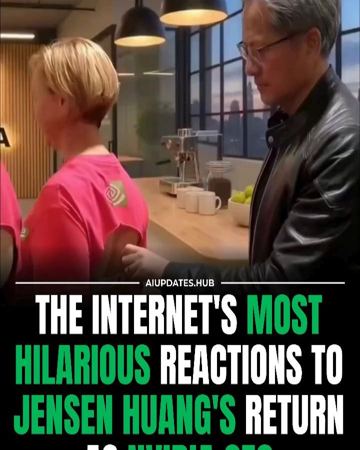 A
AIUPDATES.HUB
THE INTERNET'S MOST
HILARIOUS REACTIONS TO
JENSEN HUANG'S RETURN